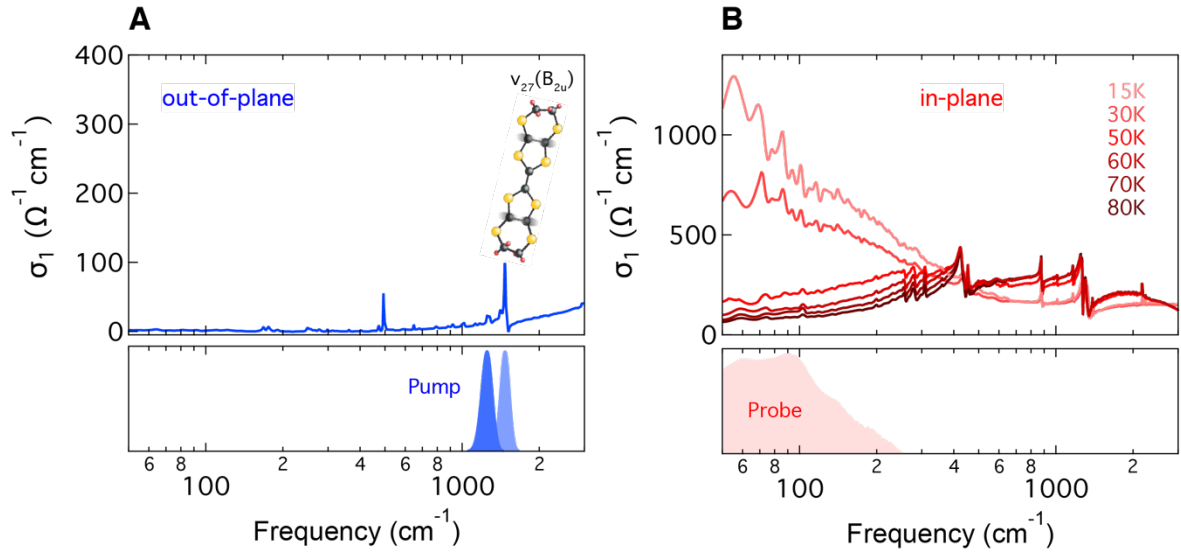 A
σ₁ (Ω⁻¹ cm⁻¹)
400
300
200
100
0
out-of-plane
ν₂₇(B₂ᵤ)
Pump
6
8
100
2
4
6
8
1000
2
Frequency (cm⁻¹)
B
σ₁ (Ω⁻¹ cm⁻¹)
1000
500
0
in-plane
15K
30K
50K
60K
70K
80K
Probe
6
8
100
2
4
6
8
1000
2
Frequency (cm⁻¹)